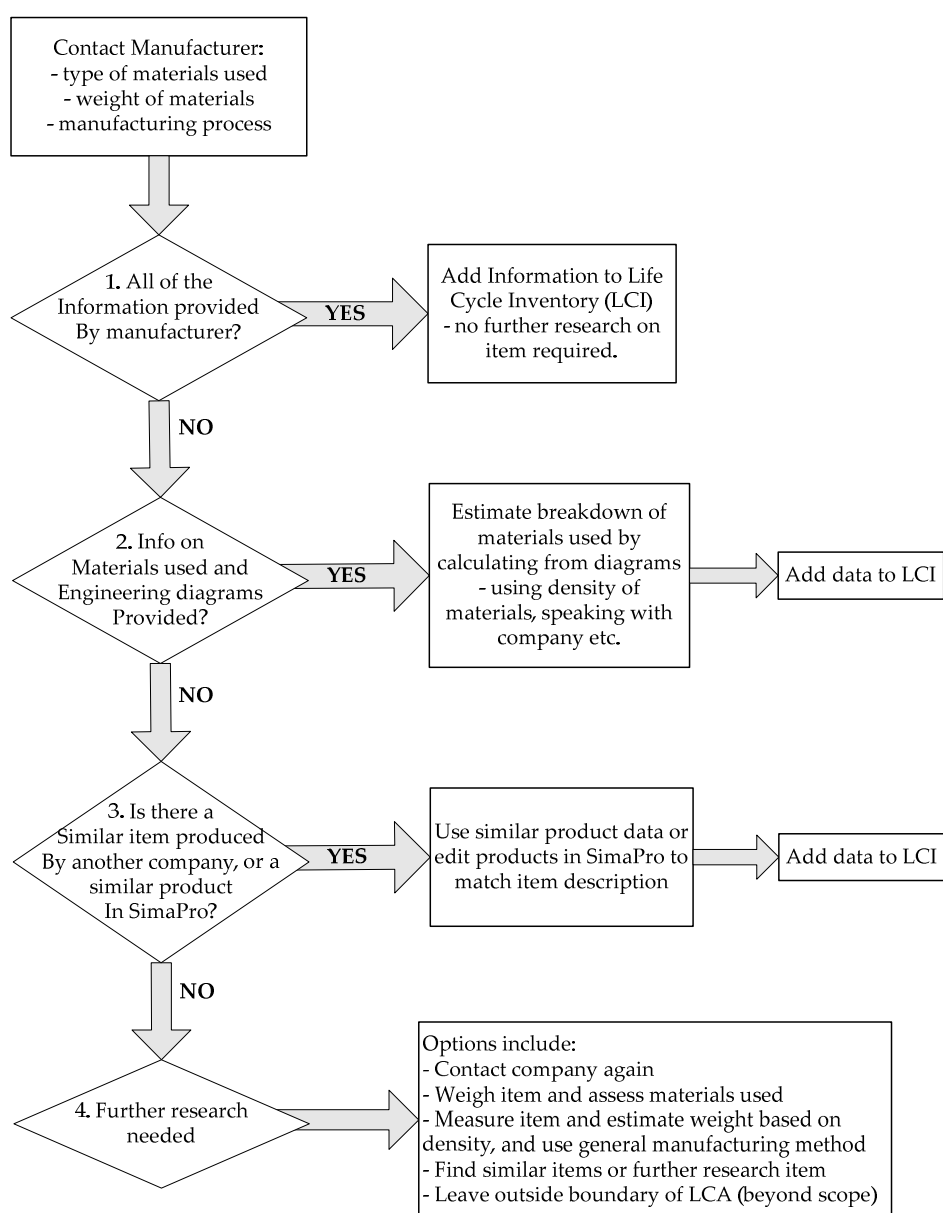 Contact Manufacturer:
- type of materials used
- weight of materials
- manufacturing process
1. All of the
Information provided
By manufacturer?
YES
Add Information to Life
Cycle Inventory (LCI)
- no further research on
item required.
NO
2. Info on
Materials used and
Engineering diagrams
Provided?
YES
Estimate breakdown of
materials used by
calculating from diagrams
- using density of
materials, speaking with
company etc.
Add data to LCI
NO
3. Is there a
Similar item produced
By another company, or a
similar product
In SimaPro?
YES
Use similar product data or
edit products in SimaPro to
match item description
Add data to LCI
NO
4. Further research
needed
Options include:
- Contact company again
- Weigh item and assess materials used
- Measure item and estimate weight based on
density, and use general manufacturing method
- Find similar items or further research item
- Leave outside boundary of LCA (beyond scope)